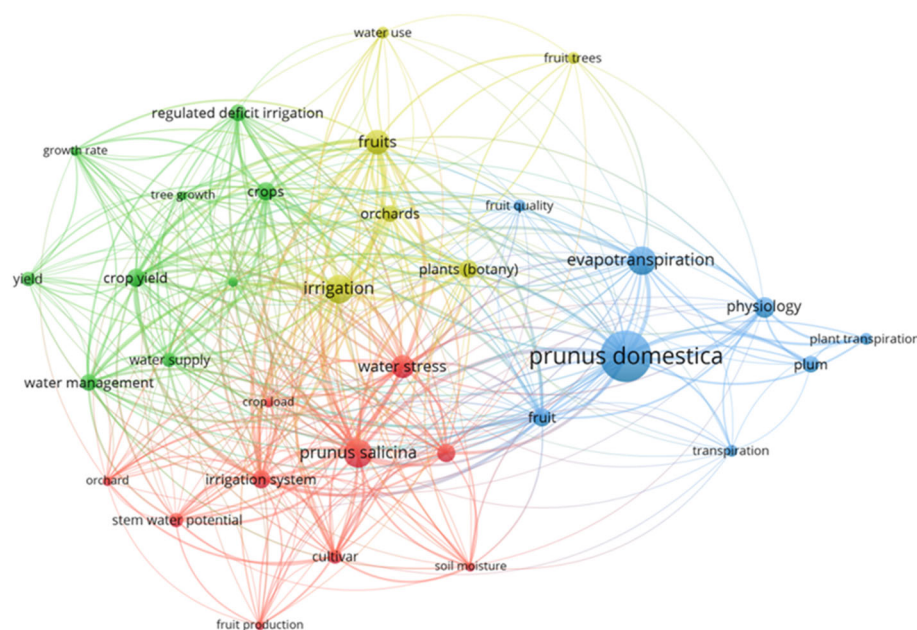 water use
fruit trees
regulated deficit irrigation
fruits
growth rate
tree growth
crops
fruit quality
orchards
evapotranspiration
plants (botany)
yield
crop yield
irrigation
physiology
plant transpiration
prunus domestica
water supply
water stress
plum
water management
crop load
fruit
prunus salicina
transpiration
orchard
irrigation system
stem water potential
cultivar
soil moisture
fruit production